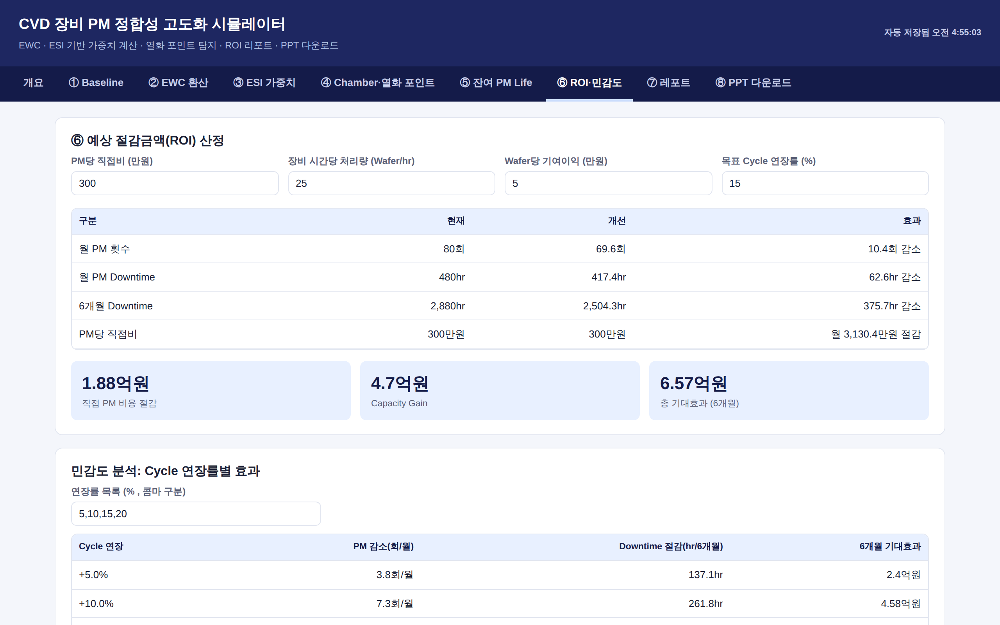 CVD 장비 PM 정합성 고도화 시뮬레이터
EWC · ESI 기반 가중치 계산 · 열화 포인트 탐지 · ROI 리포트 · PPT 다운로드
자동 저장됨 오전 4:55:03
개요 ① Baseline ② EWC 환산 ③ ESI 가중치 ④ Chamber·열화 포인트 ⑤ 잔여 PM Life ⑥ ROI·민감도 ⑦ 레포트 ⑧ PPT 다운로드
⑥ 예상 절감금액(ROI) 산정
PM당 직접비 (만원) 장비 시간당 처리량 (Wafer/hr) Wafer당 기여이익 (만원) 목표 Cycle 연장률 (%)
300 25 5 15
구분 현재 개선 효과
월 PM 횟수 80회 69.6회 10.4회 감소
월 PM Downtime 480hr 417.4hr 62.6hr 감소
6개월 Downtime 2,880hr 2,504.3hr 375.7hr 감소
PM당 직접비 300만원 300만원 월 3,130.4만원 절감
1.88억원 4.7억원 6.57억원
직접 PM 비용 절감 Capacity Gain 총 기대효과 (6개월)
민감도 분석: Cycle 연장률별 효과
연장률 목록 (% , 콤마 구분)
5,10,15,20
Cycle 연장 PM 감소(회/월) Downtime 절감(hr/6개월) 6개월 기대효과
+5.0% 3.8회/월 137.1hr 2.4억원
+10.0% 7.3회/월 261.8hr 4.58억원